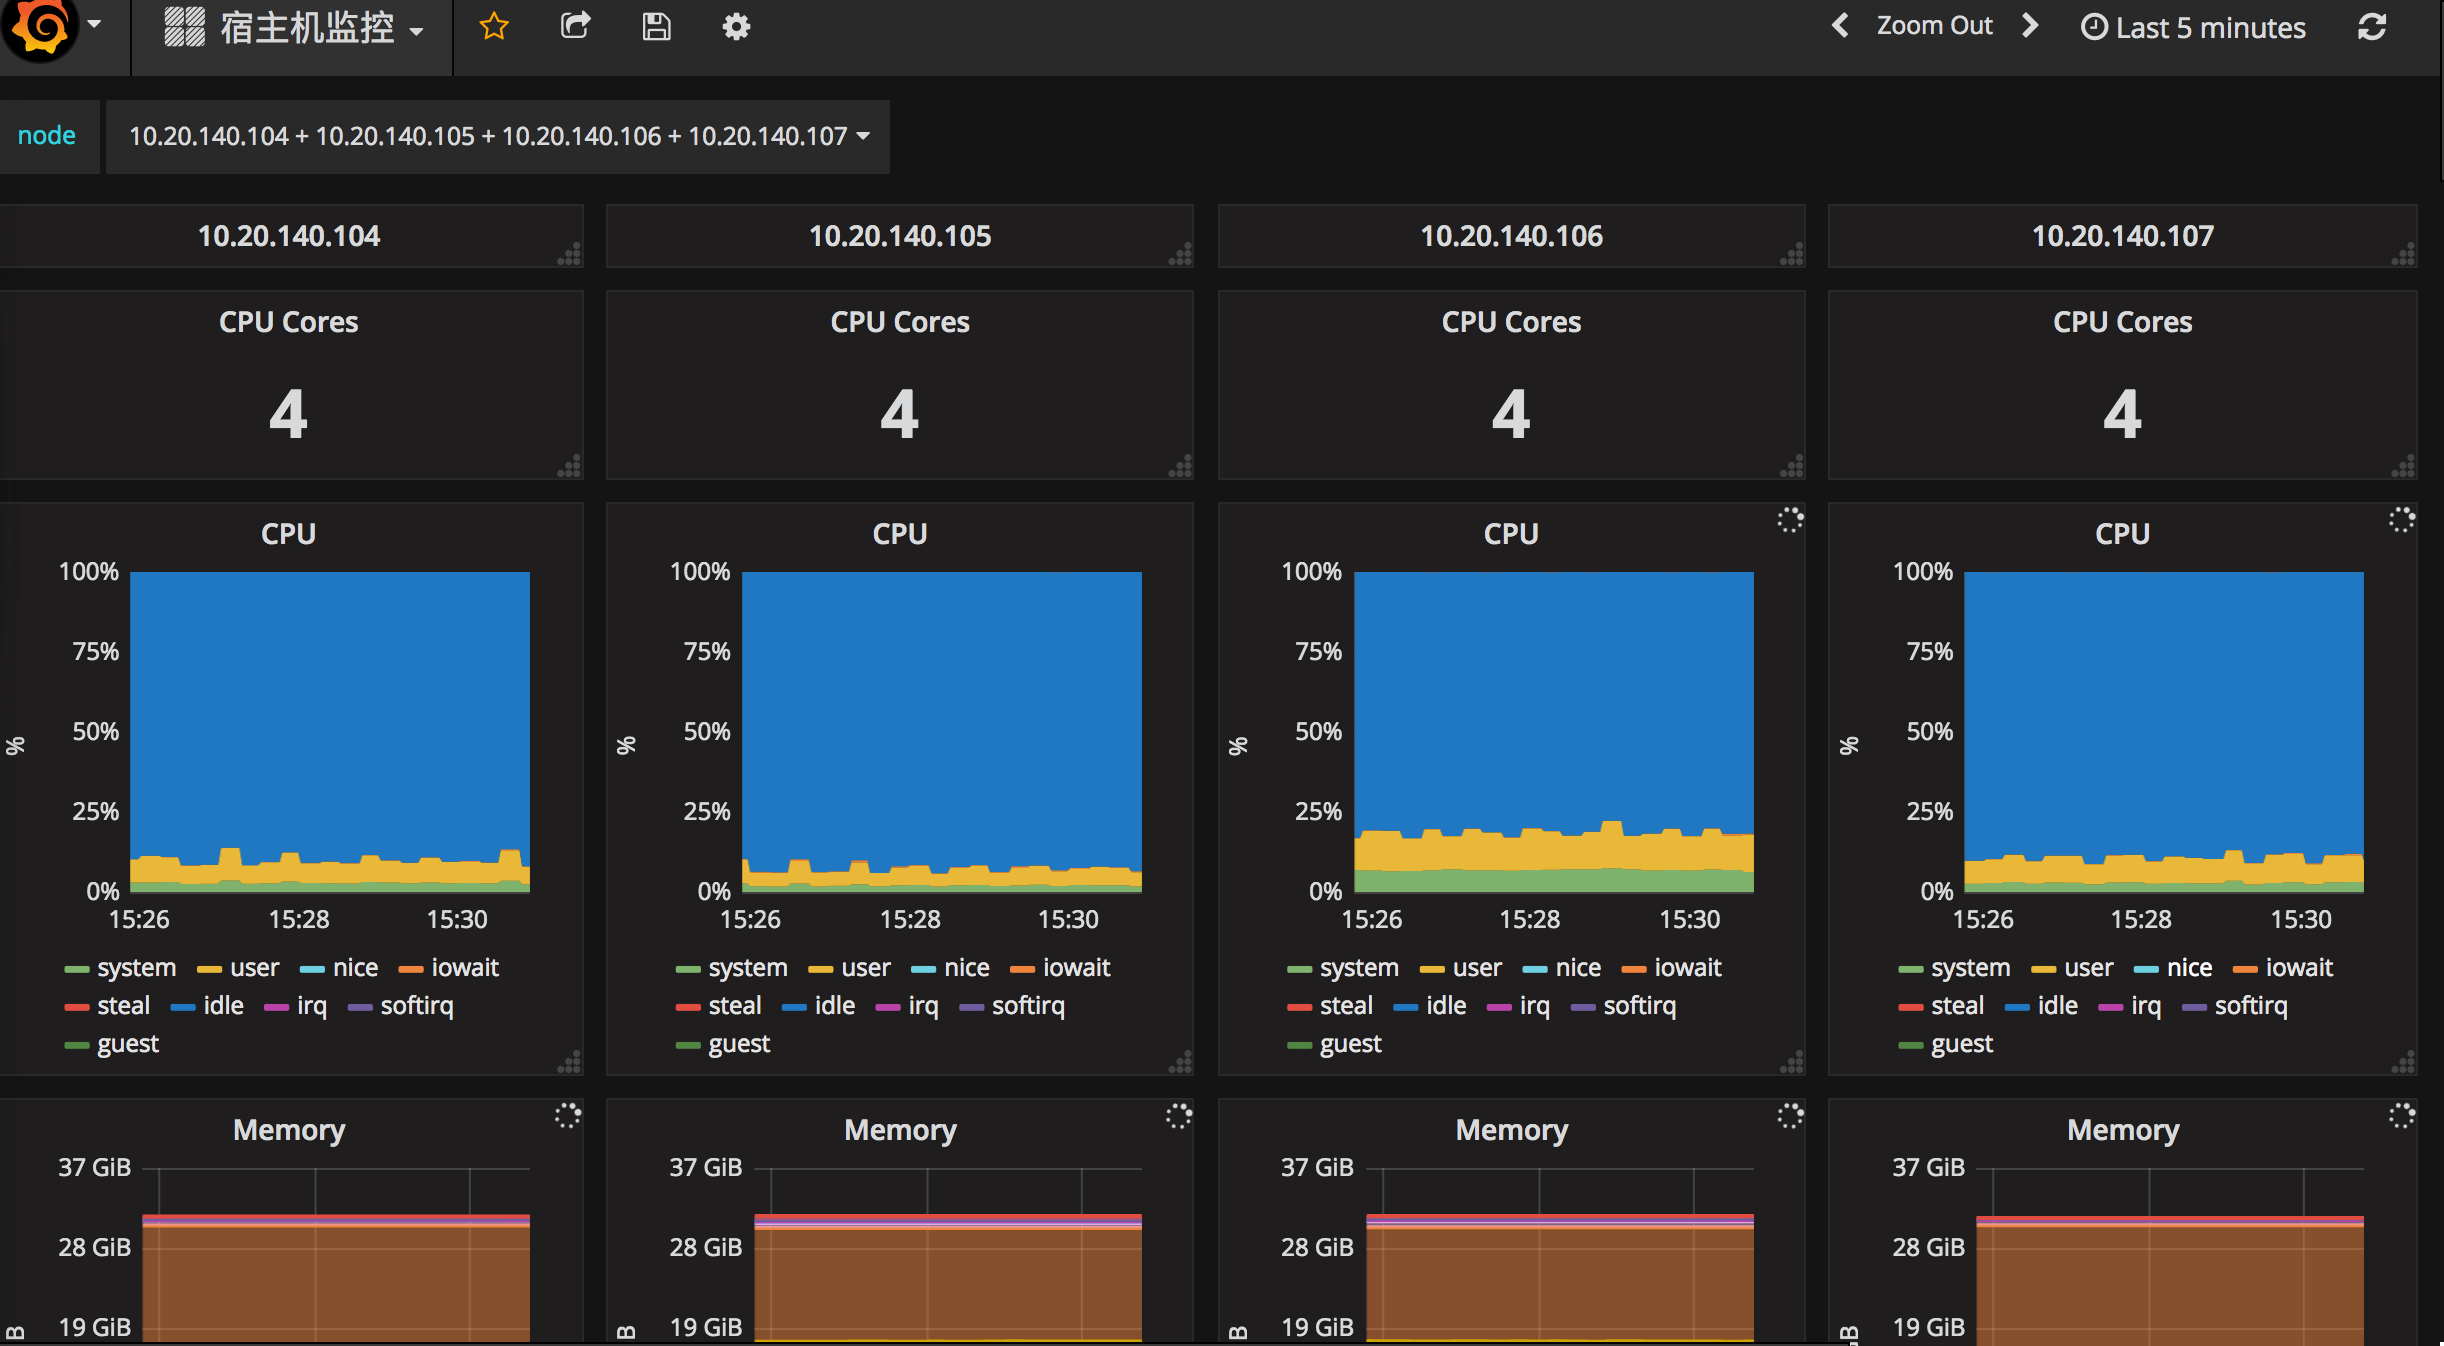 宿主机监控
Zoom Out
Last 5 minutes
node
10.20.140.104 + 10.20.140.105 + 10.20.140.106 + 10.20.140.107
10.20.140.104
10.20.140.105
10.20.140.106
10.20.140.107
CPU Cores
4
CPU Cores
4
CPU Cores
4
CPU Cores
4
CPU
100%
75%
50%
25%
0%
%
15:26 15:28 15:30
system user nice iowait
steal idle irq softirq
guest
CPU
100%
75%
50%
25%
0%
%
15:26 15:28 15:30
system user nice iowait
steal idle irq softirq
guest
CPU
100%
75%
50%
25%
0%
%
15:26 15:28 15:30
system user nice iowait
steal idle irq softirq
guest
CPU
100%
75%
50%
25%
0%
%
15:26 15:28 15:30
system user nice iowait
steal idle irq softirq
guest
Memory
37 GiB
28 GiB
19 GiB
B
Memory
37 GiB
28 GiB
19 GiB
B
Memory
37 GiB
28 GiB
19 GiB
B
Memory
37 GiB
28 GiB
19 GiB
B